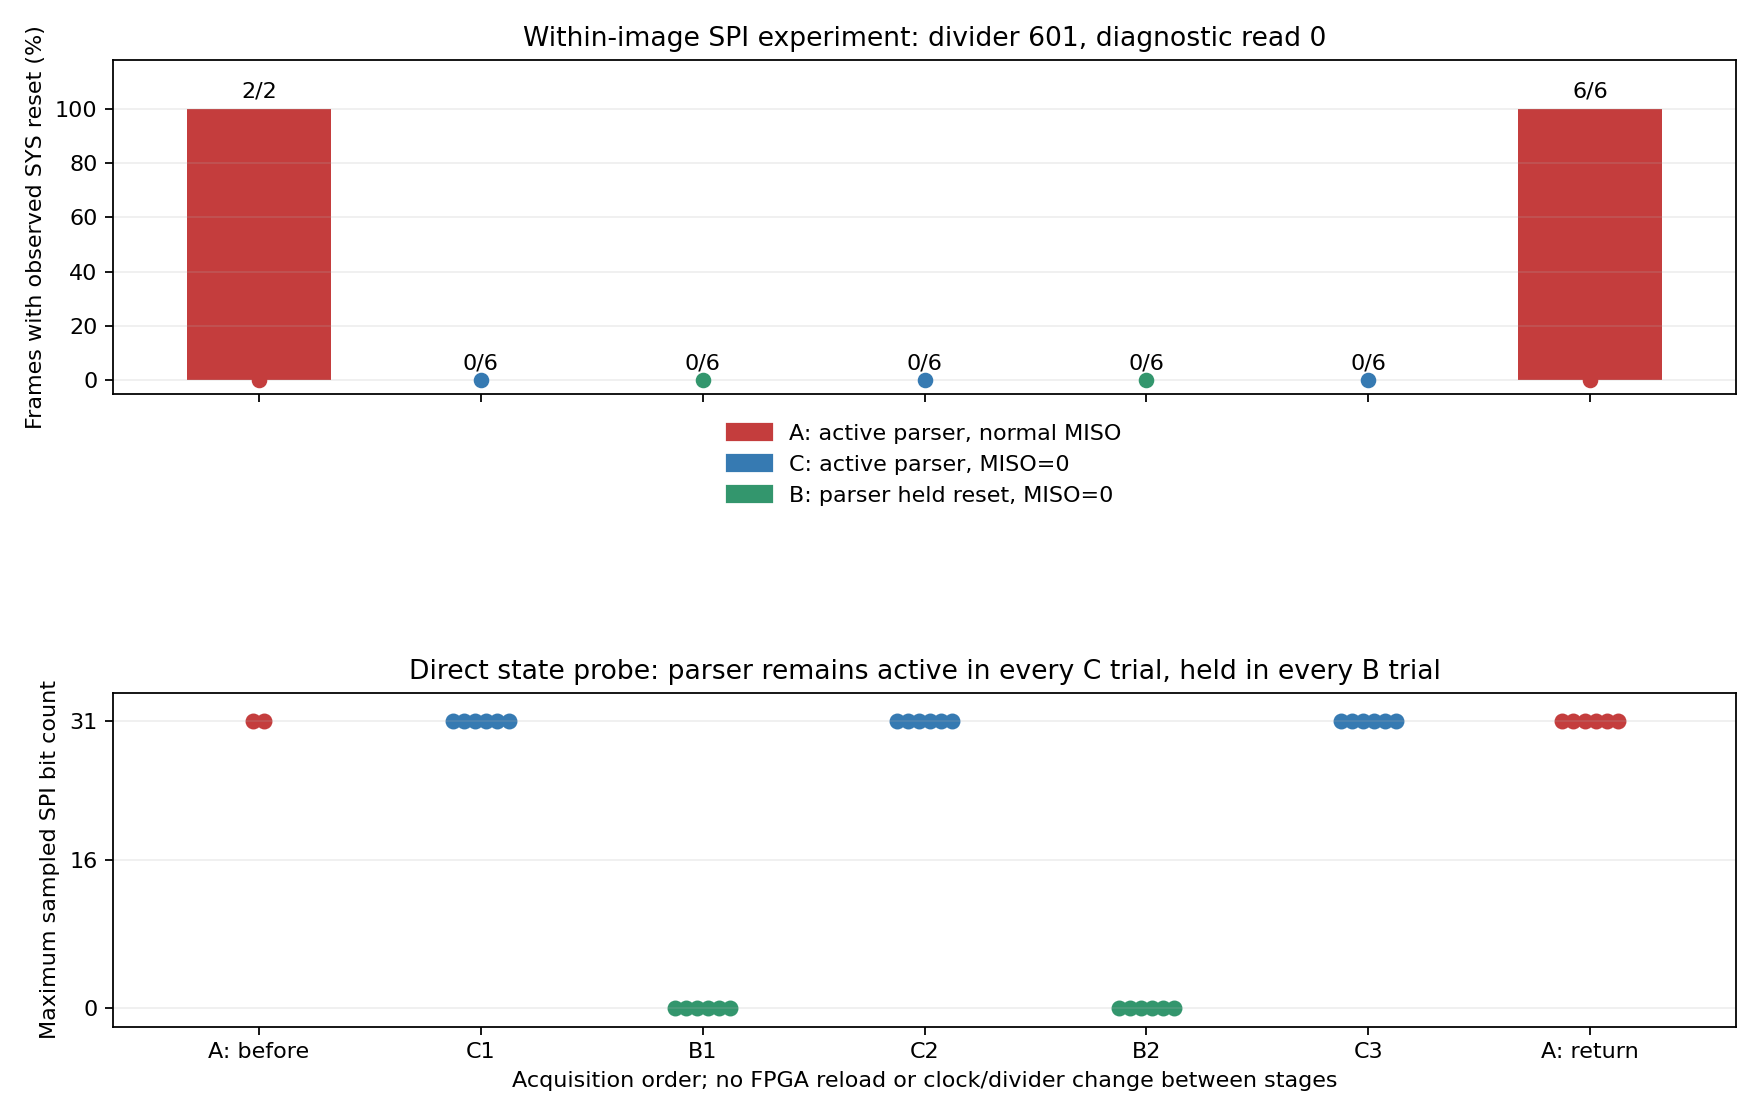 Within-image SPI experiment: divider 601, diagnostic read 0
Frames with observed SYS reset (%)
100
80
60
40
20
0
2/2
0/6
0/6
0/6
0/6
0/6
6/6
A: active parser, normal MISO
C: active parser, MISO=0
B: parser held reset, MISO=0
Direct state probe: parser remains active in every C trial, held in every B trial
Maximum sampled SPI bit count
31
16
0
A: before
C1
B1
C2
B2
C3
A: return
Acquisition order; no FPGA reload or clock/divider change between stages